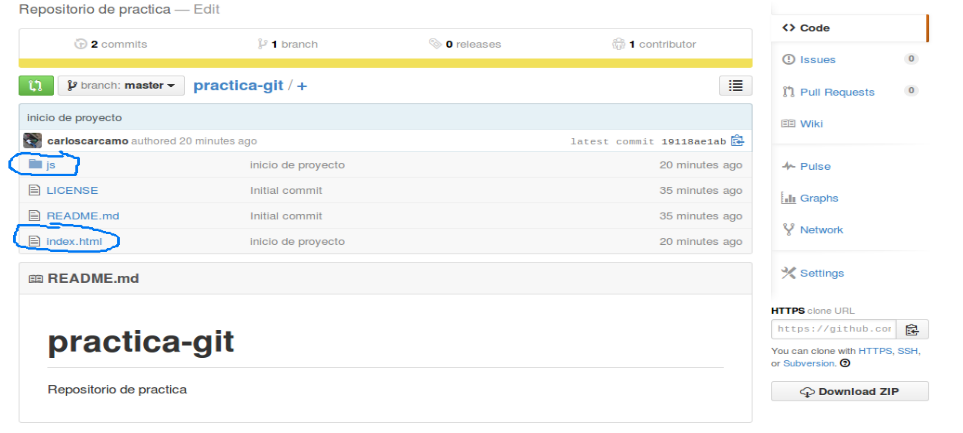 Repositorio de practica — Edit
2 commits 1 branch 0 releases 1 contributor
branch: master practica-git / +
inicio de proyecto
carloscarcamo authored 20 minutes ago latest commit 19118ae1ab
js inicio de proyecto 20 minutes ago
LICENSE Initial commit 35 minutes ago
README.md Initial commit 35 minutes ago
index.html inicio de proyecto 20 minutes ago
README.md
practica-git
Repositorio de practica
<> Code
Issues 0
Pull Requests 0
Wiki
Pulse
Graphs
Network
Settings
HTTPS clone URL
https://github.com
You can clone with HTTPS, SSH,
or Subversion.
Download ZIP